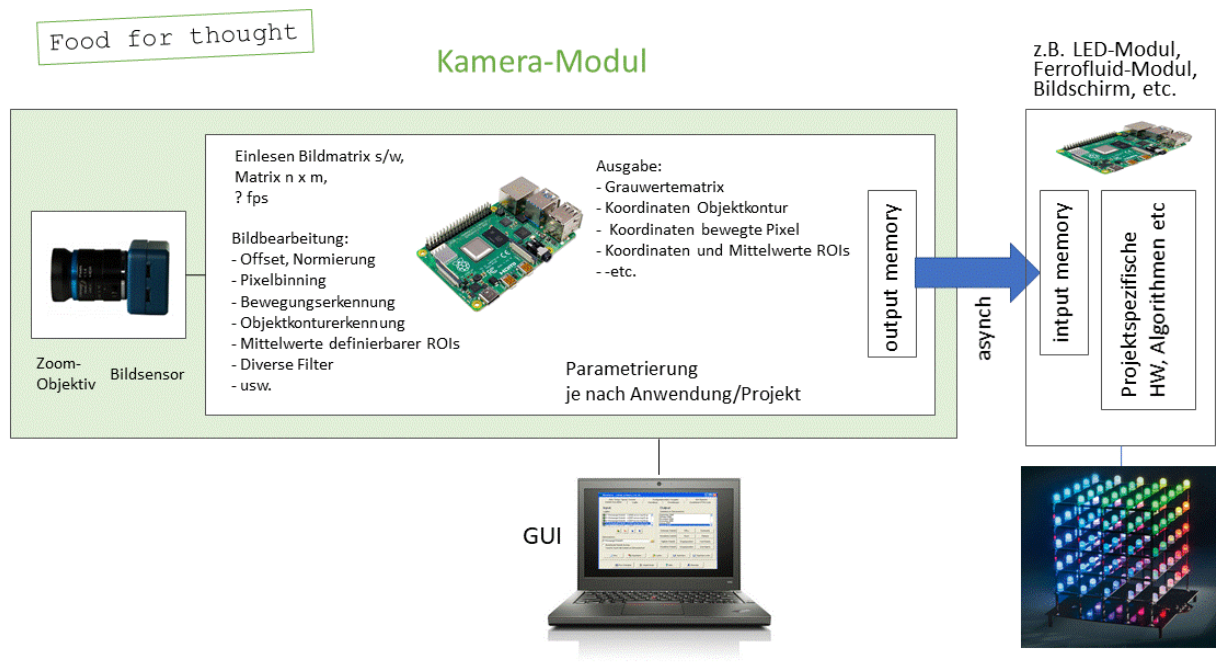 Food for thought
Kamera-Modul
z.B. LED-Modul,
Ferrofluid-Modul,
Bildschirm, etc.
Einlesen Bildmatrix s/w,
Matrix n x m,
? fps
Bildbearbeitung:
- Offset, Normierung
- Pixelbinning
- Bewegungserkennung
- Objektkonturerkennung
- Mittelwerte definierbarer ROIs
- Diverse Filter
- usw.
Ausgabe:
- Grauwertematrix
- Koordinaten Objektkontur
- Koordinaten bewegte Pixel
- Koordinaten und Mittelwerte ROIs
- -etc.
Zoom-
Objektiv
Bildsensor
Parametrierung
je nach Anwendung/Projekt
output memory
asynch
intput memory
Projektspezifische
HW, Algorithmen etc
GUI